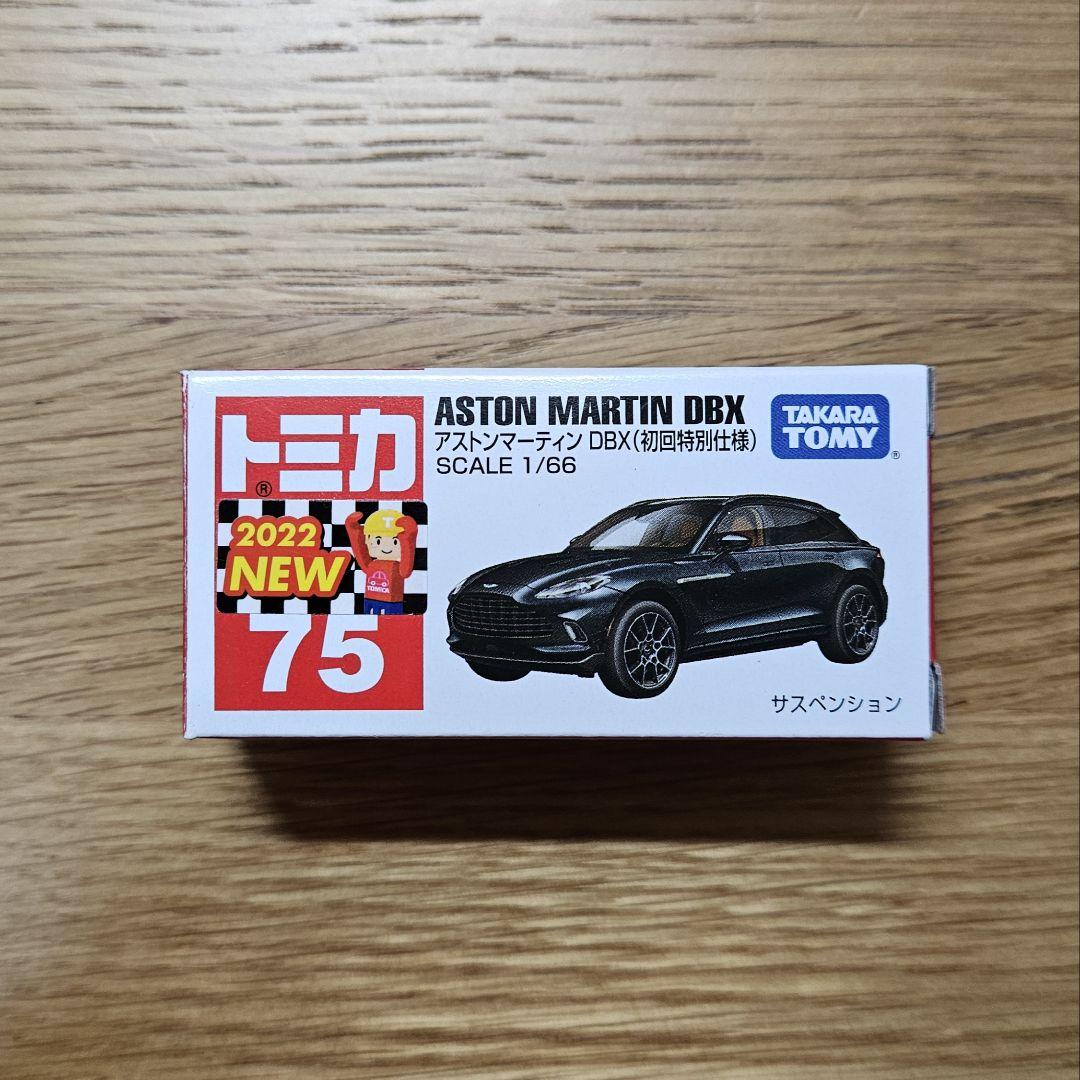 トミカ
®
2022
NEW
T
TOMICA
75
ASTON MARTIN DBX
アストンマーティン DBX(初回特別仕様)
SCALE 1/66
TAKARA
TOMY
®
サスペンション